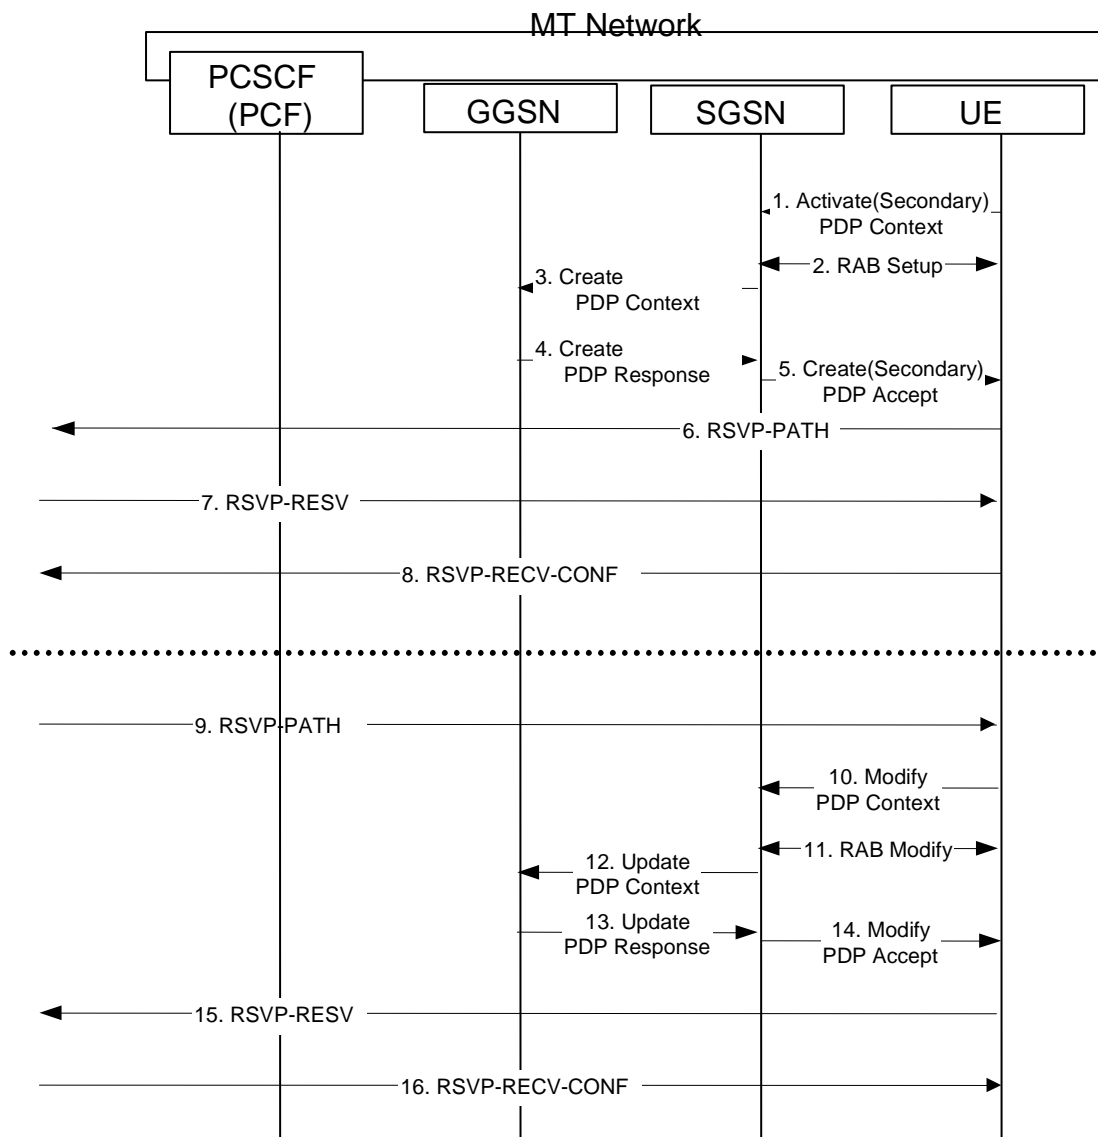 MT Network
PCSCF
(PCF)
GGSN
SGSN
UE
1. Activate(Secondary)
PDP Context
2. RAB Setup
3. Create
PDP Context
4. Create
PDP Response
5. Create(Secondary)
PDP Accept
6. RSVP-PATH
7. RSVP-RESV
8. RSVP-RECV-CONF
9. RSVP-PATH
10. Modify
PDP Context
11. RAB Modify
12. Update
PDP Context
13. Update
PDP Response
14. Modify
PDP Accept
15. RSVP-RESV
16. RSVP-RECV-CONF